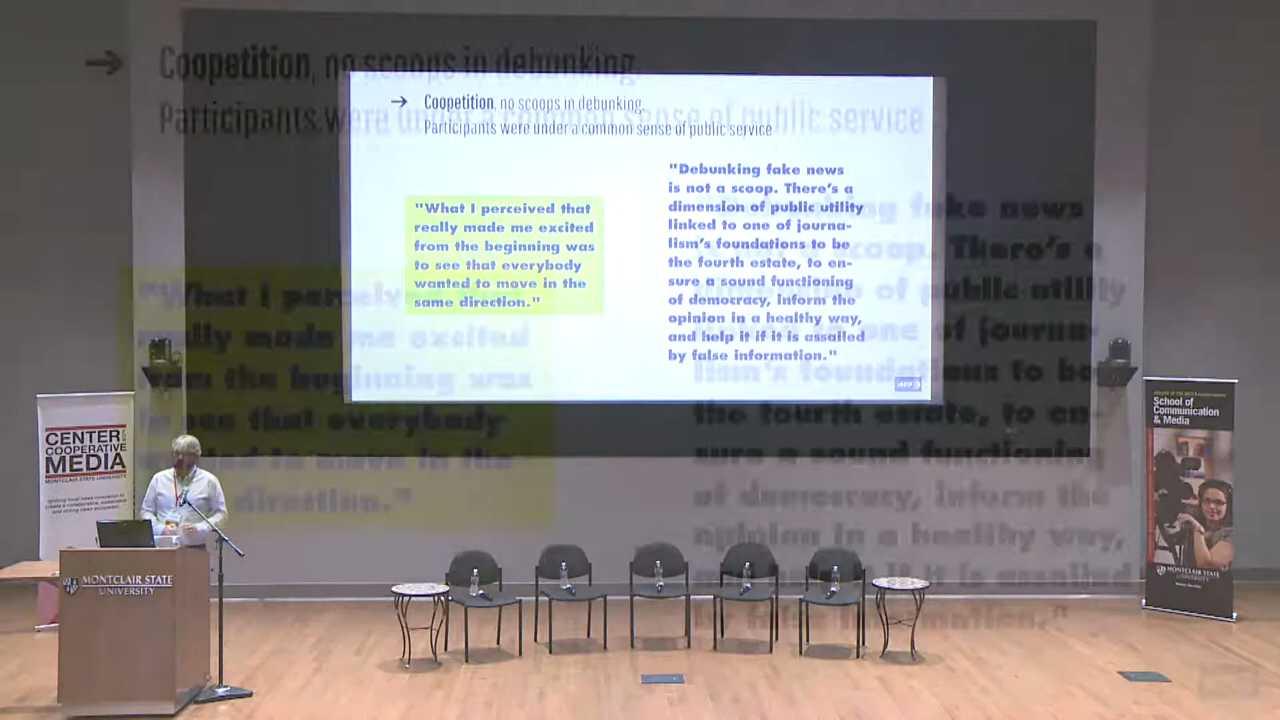 → Coopetition, no scoops in debunking.
Participants were under a common sense of public service
"What I perceived that
really made me excited
from the beginning was
to see that everybody
wanted to move in the
same direction."
"Debunking fake news
is not a scoop. There's a
dimension of public utility
linked to one of journa-
lism's foundations to be
the fourth estate, to en-
sure a sound functioning
of democracy, inform the
opinion in a healthy way,
and help it if it is assailed
by false information."
AFP
CENTER
COOPERATIVE
MEDIA
MONTCLAIR STATE UNIVERSITY
MONTCLAIR STATE
UNIVERSITY
School of
Communication
& Media
MONTCLAIR STATE
UNIVERSITY